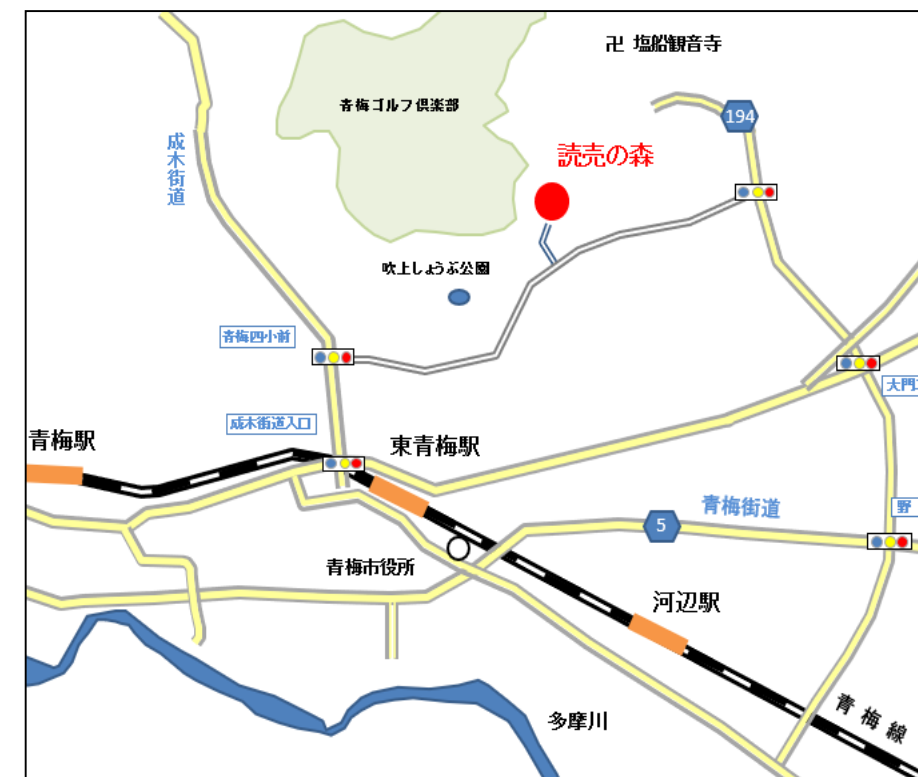 卍 塩船観音寺
青梅ゴルフ倶楽部
194
成木街道
読売の森
吹上しょうぶ公園
青梅四小前
大門
成木街道入口
青梅駅
東青梅駅
青梅街道
野
5
青梅市役所
河辺駅
青梅線
多摩川